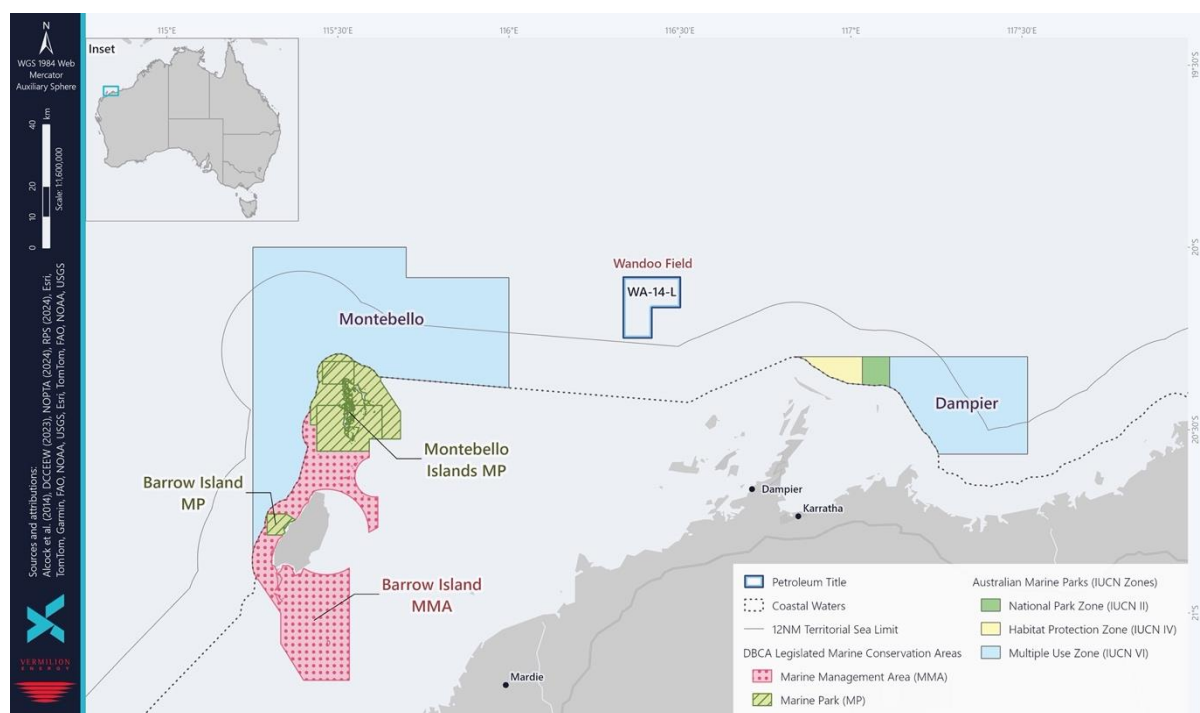 N
WGS 1984 Web
Mercator
Auxiliary Sphere
km
40
20
10
0
Scale: 1:1,600,000
Sources and attributions:
Alcock et al. (2014), DCCEEW (2023), NOPTA (2024), RPS (2024), Esri,
TomTom, Garmin, FAO, NOAA, USGS, Esri, TomTom, FAO, NOAA, USGS
VERMILION
ENERGY
115°E
115°30'E
116°E
116°30'E
117°E
117°30'E
19°30'S
20°S
20°30'S
21°S
Inset
Wandoo Field
WA-14-L
Montebello
Dampier
Montebello
Islands MP
Barrow Island
MP
Dampier
Karratha
Barrow Island
MMA
Mardie
Petroleum Title
Coastal Waters
12NM Territorial Sea Limit
DBCA Legislated Marine Conservation Areas
Marine Management Area (MMA)
Marine Park (MP)
Australian Marine Parks (IUCN Zones)
National Park Zone (IUCN II)
Habitat Protection Zone (IUCN IV)
Multiple Use Zone (IUCN VI)